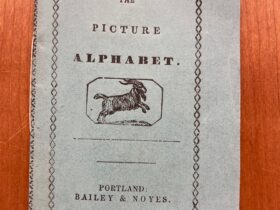 THE
PICTURE
ALPHABET.
PORTLAND:
BAILEY & NOYES.